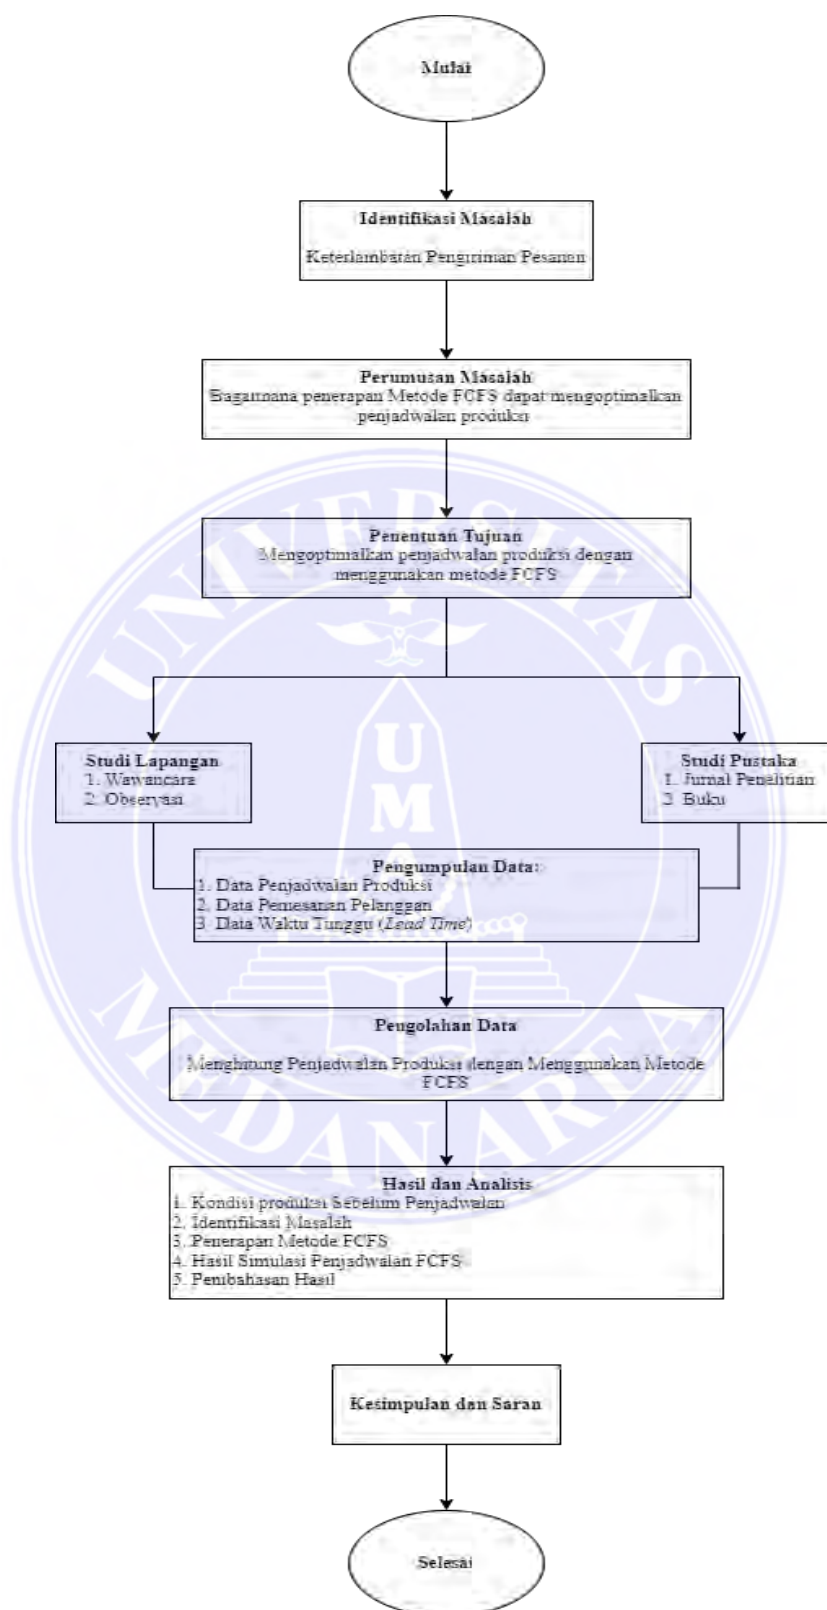 Mulai
Identifikasi Masalah
Keterlambatan Pengiriman Pesanan
Perumusan Masalah
Bagaimana penerapan Metode FCFS dapat mengoptimalkan
penjadwalan produksi
Penentuan Tujuan
Mengoptimalkan penjadwalan produksi dengan
menggunakan metode FCFS
Studi Lapangan
1. Wawancara
2. Observasi
Studi Pustaka
1. Jurnal Penelitian
2. Buku
Pengumpulan Data:
1. Data Penjadwalan Produksi
2. Data Pemesanan Pelanggan
3. Data Waktu Tunggu (Lead Time)
Pengolahan Data
Menghitung Penjadwalan Produksi dengan Menggunakan Metode
FCFS
Hasil dan Analisis
1. Kondisi produksi Sebelum Penjadwalan
2. Identifikasi Masalah
3. Penerapan Metode FCFS
4. Hasil Simulasi Penjadwalan FCFS
5. Pembahasan Hasil
Kesimpulan dan Saran
Selesai
UNIVERSITAS
UMA
MEDAN AREA